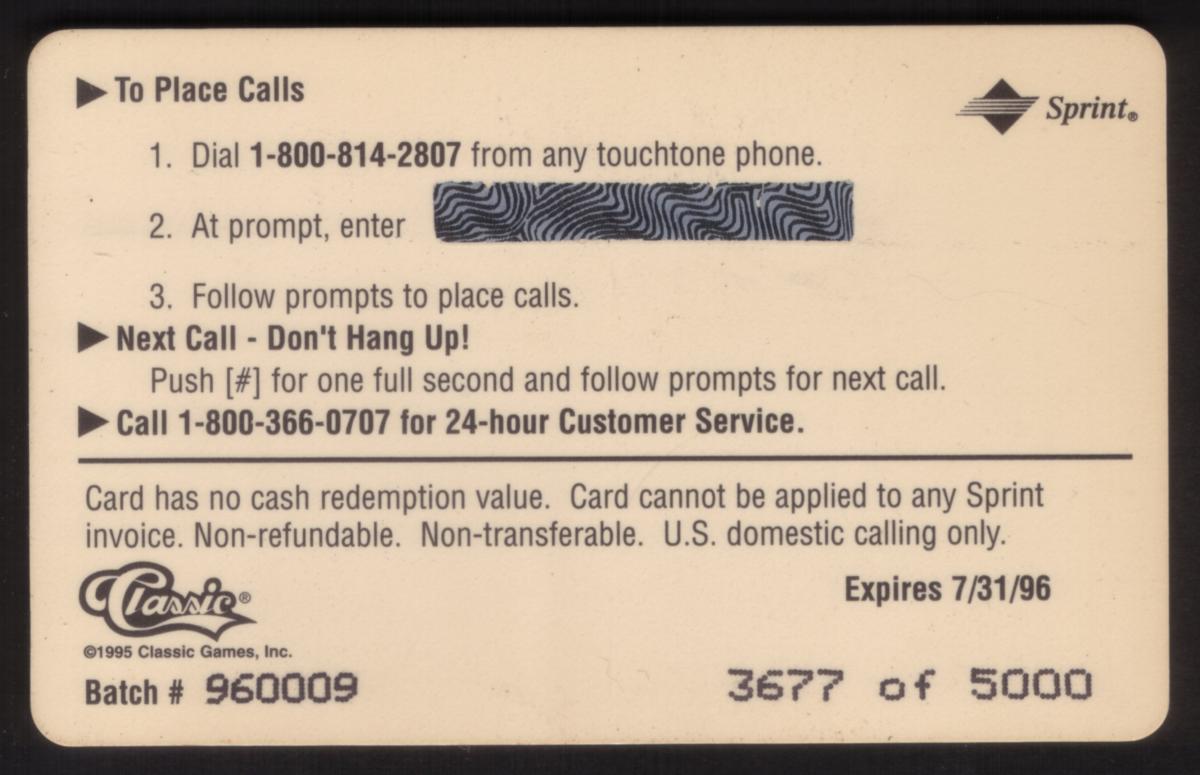 To Place Calls
Sprint®
1. Dial 1-800-814-2807 from any touchtone phone.
2. At prompt, enter
3. Follow prompts to place calls.
Next Call - Don't Hang Up!
Push [#] for one full second and follow prompts for next call.
Call 1-800-366-0707 for 24-hour Customer Service.
Card has no cash redemption value. Card cannot be applied to any Sprint
invoice. Non-refundable. Non-transferable. U.S. domestic calling only.
Classic®
Expires 7/31/96
©1995 Classic Games, Inc.
Batch # 960009
3677 of 5000